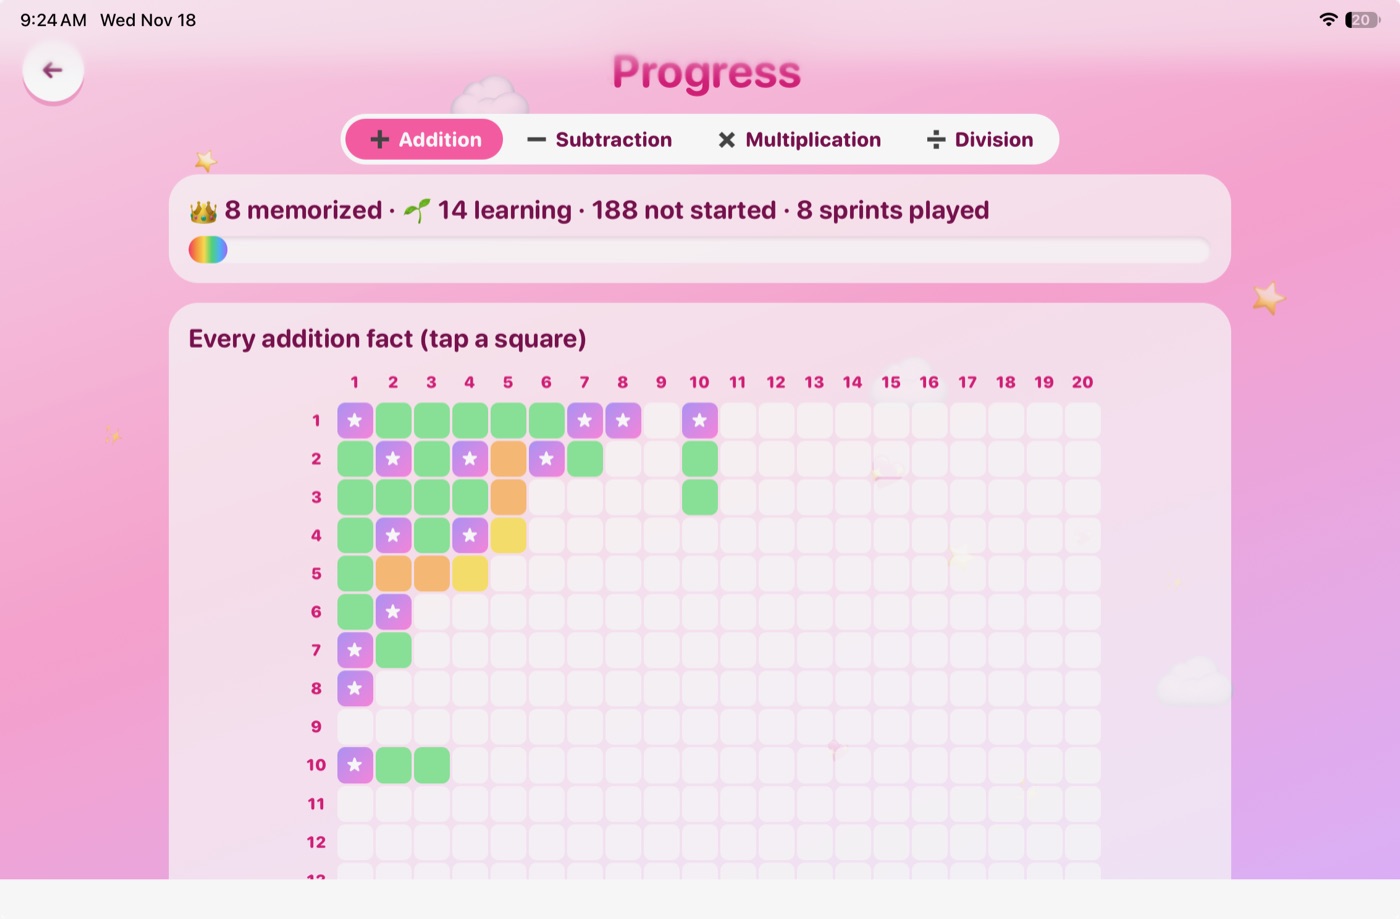 9:24 AM Wed Nov 18
20
Progress
Addition Subtraction Multiplication Division
8 memorized · 14 learning · 188 not started · 8 sprints played
Every addition fact (tap a square)
1 2 3 4 5 6 7 8 9 10 11 12 13 14 15 16 17 18 19 20
1
2
3
4
5
6
7
8
9
10
11
12